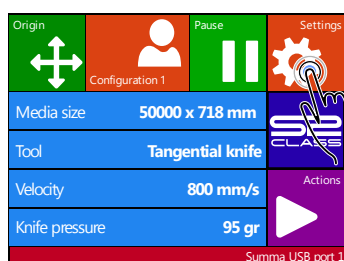 Origin
Configuration 1
Pause
Settings
Media size 50000 x 718 mm
Tool Tangential knife
S2
CLASS
Velocity 800 mm/s
Actions
Knife pressure 95 gr
Summa USB port 1